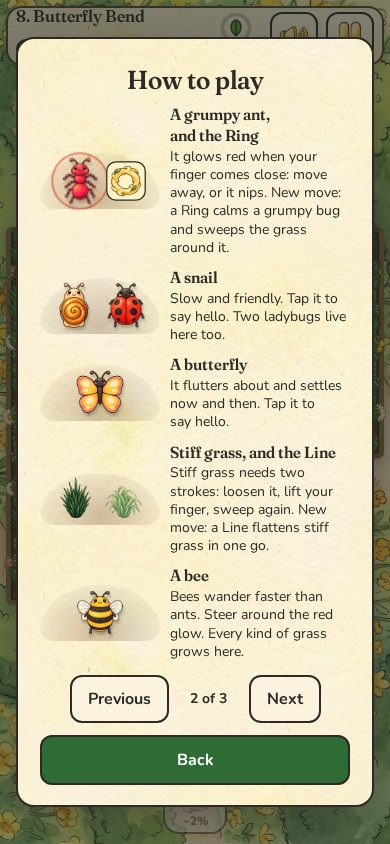 8. Butterfly Bend
How to play
A grumpy ant,
and the Ring
It glows red when your
finger comes close: move
away, or it nips. New move:
a Ring calms a grumpy bug
and sweeps the grass
around it.
A snail
Slow and friendly. Tap it to
say hello. Two ladybugs live
here too.
A butterfly
It flutters about and settles
now and then. Tap it to
say hello.
Stiff grass, and the Line
Stiff grass needs two
strokes: loosen it, lift your
finger, sweep again. New
move: a Line flattens stiff
grass in one go.
A bee
Bees wander faster than
ants. Steer around the red
glow. Every kind of grass
grows here.
Previous
2 of 3
Next
Back
~2%